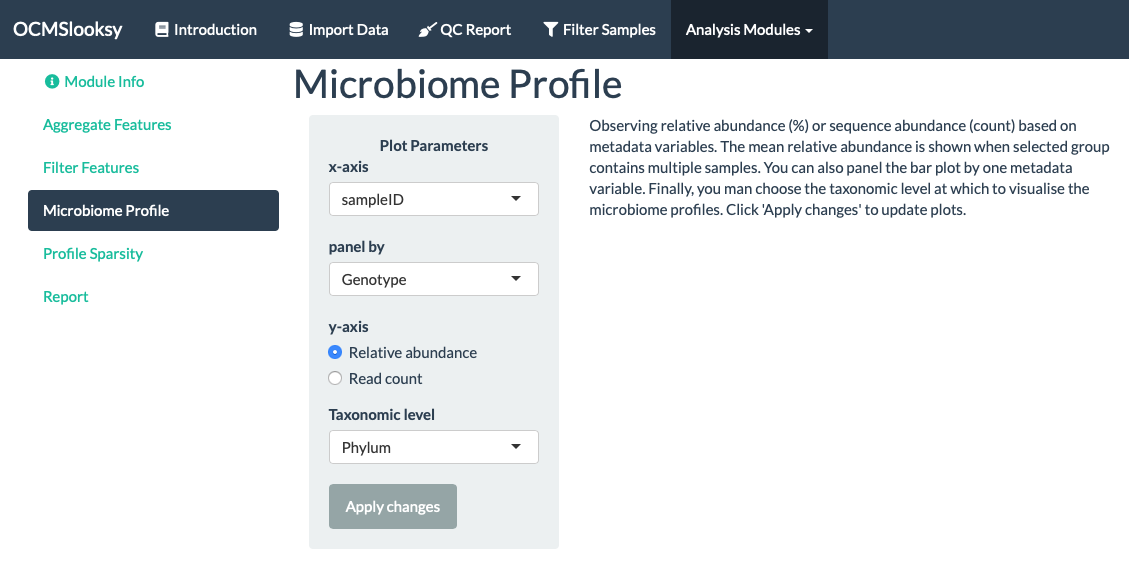 OCMSlooksy Introduction Import Data QC Report Filter Samples Analysis Modules
Module Info
Aggregate Features
Filter Features
Microbiome Profile
Profile Sparsity
Report
Microbiome Profile
Plot Parameters
x-axis
sampleID
panel by
Genotype
y-axis
Relative abundance
Read count
Taxonomic level
Phylum
Apply changes
Observing relative abundance (%) or sequence abundance (count) based on
metadata variables. The mean relative abundance is shown when selected group
contains multiple samples. You can also panel the bar plot by one metadata
variable. Finally, you man choose the taxonomic level at which to visualise the
microbiome profiles. Click 'Apply changes' to update plots.